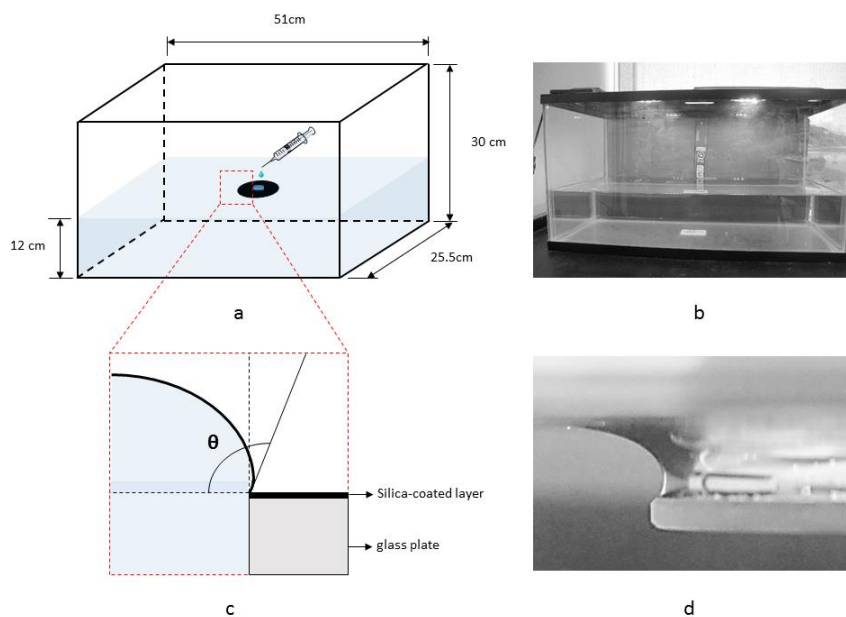 51cm
30 cm
12 cm
25.5cm
a
b
θ
Silica-coated layer
glass plate
c
d